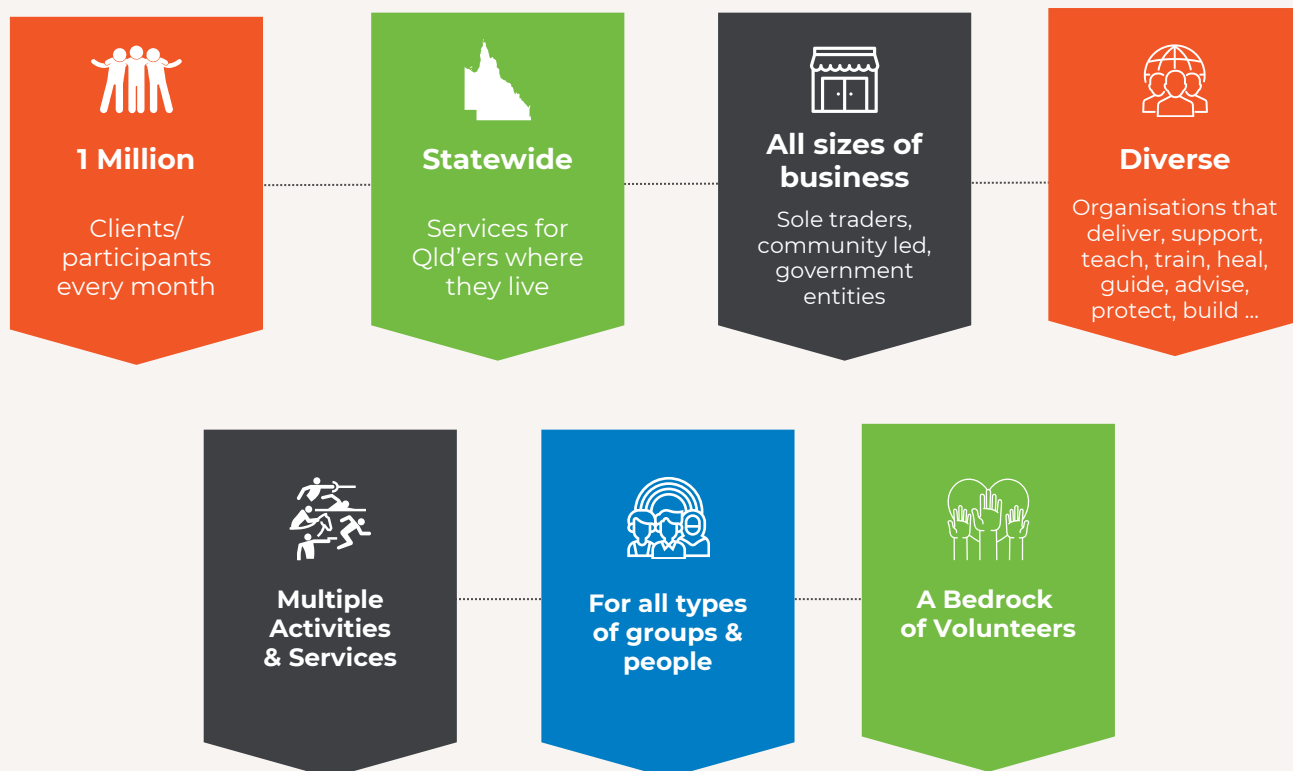 1 Million
Clients/
participants
every month
Statewide
Services for
Qld’ers where
they live
All sizes of
business
Sole traders,
community led,
government
entities
Diverse
Organisations that
deliver, support,
teach, train, heal,
guide, advise,
protect, build ...
Multiple
Activities
& Services
For all types
of groups &
people
A Bedrock
of Volunteers